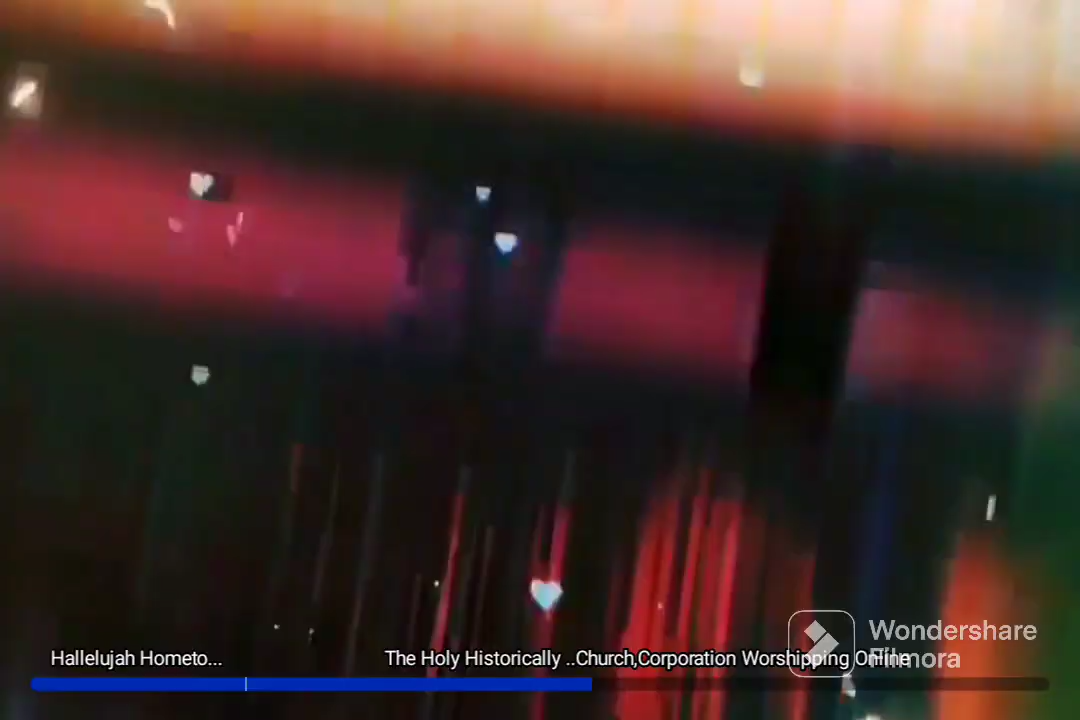 Hallelujah Hometo...
The Holy Historically ..Church,Corporation Worshipping Online
Wondershare
Filmora